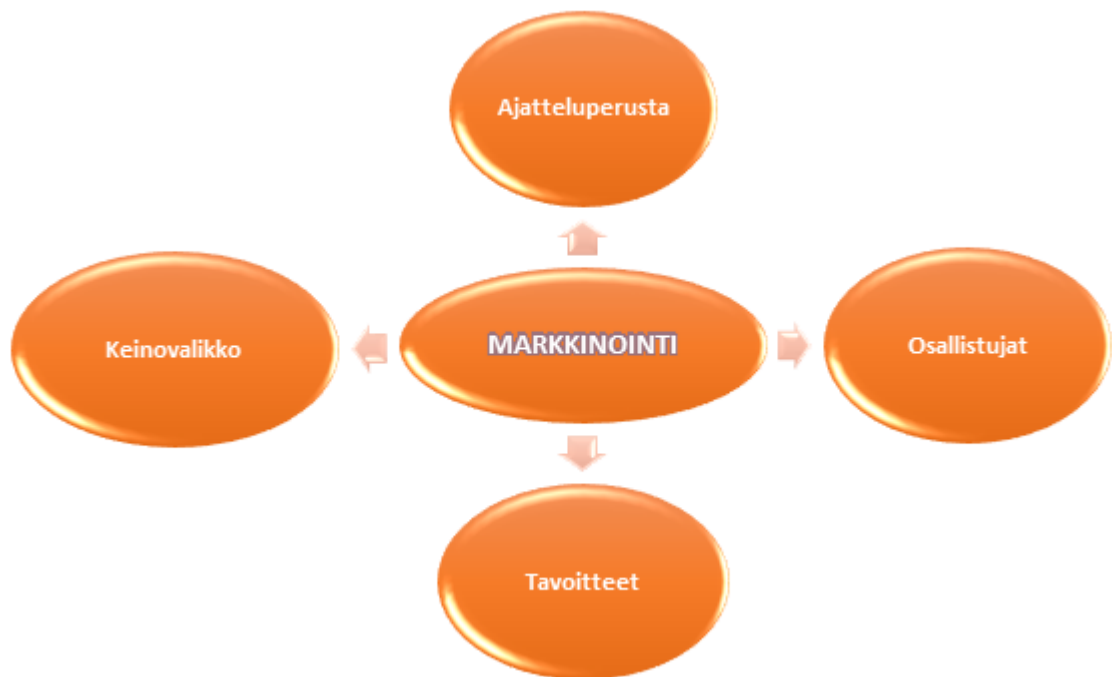 Ajatteluperusta
Keinovalikko
MARKKINOINTI
Osallistujat
Tavoitteet